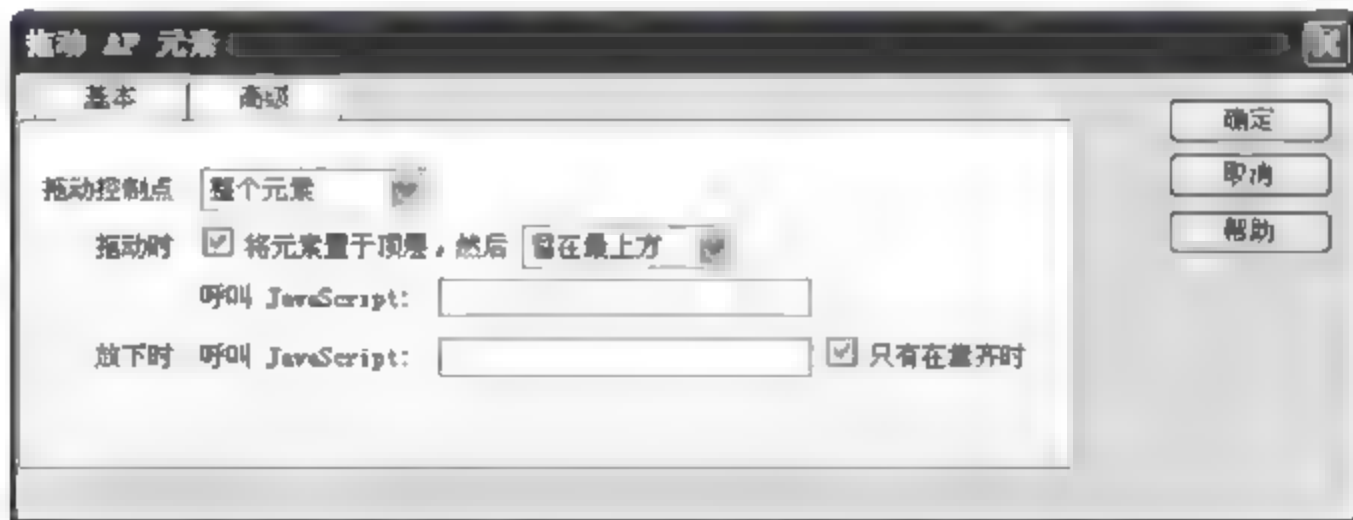 拖动 AP 元素
基本 高级
确定
取消
帮助
拖动控制点 整个元素
拖动时 将元素置于顶层，然后 留在最上方
呼叫 JavaScript:
放下时 呼叫 JavaScript: 只有在靠齐时